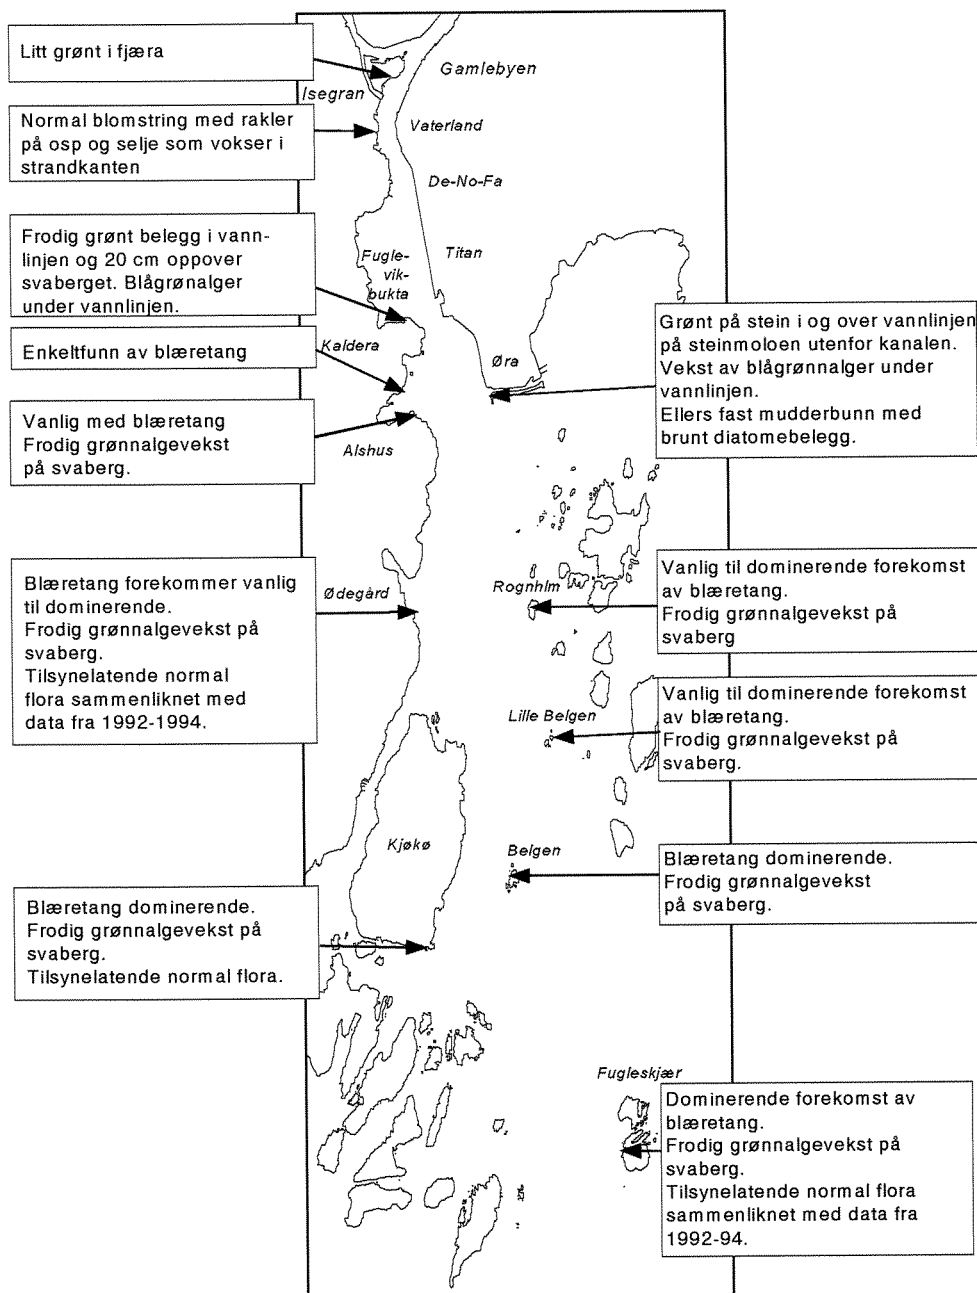 Litt grønt i fjæra
Gamlebyen
Isegran
Normal blomstring med rakler
på osp og selje som vokser i
strandkanten
Vaterland
De-No-Fa
Frodig grønt belegg i vann-
linjen og 20 cm oppover
svaberget. Blågrønalger
under vannlinjen.
Fugle-
vik-
bukta
Titan
Enkeltfunn av blæretang
Kaldera
Øra
Grønt på stein i og over vannlinjen
på steinmoloen utenfor kanalen.
Vekst av blågrønnalger under
vannlinjen.
Ellers fast mudderbunn med
brunt diatomebelegg.
Vanlig med blæretang
Frodig grønnalgevekst
på svaberg.
Alshus
Blæretang forekommer vanlig
til dominerende.
Frodig grønnalgevekst på
svaberg.
Tilsynelatende normal
flora sammenliknet med
data fra 1992-1994.
Ødegård
Rognhlm
Vanlig til dominerende forekomst
av blæretang.
Frodig grønnalgevekst på
svaberg
Lille Belgen
Vanlig til dominerende forekomst
av blæretang.
Frodig grønnalgevekst på
svaberg.
Kjøkø
Belgen
Blæretang dominerende.
Frodig grønnalgevekst
på svaberg.
Blæretang dominerende.
Frodig grønnalgevekst på
svaberg.
Tilsynelatende normal flora.
Fugleskjær
Dominerende forekomst av
blæretang.
Frodig grønnalgevekst på
svaberg.
Tilsynelatende normal flora
sammenliknet med data fra
1992-94.